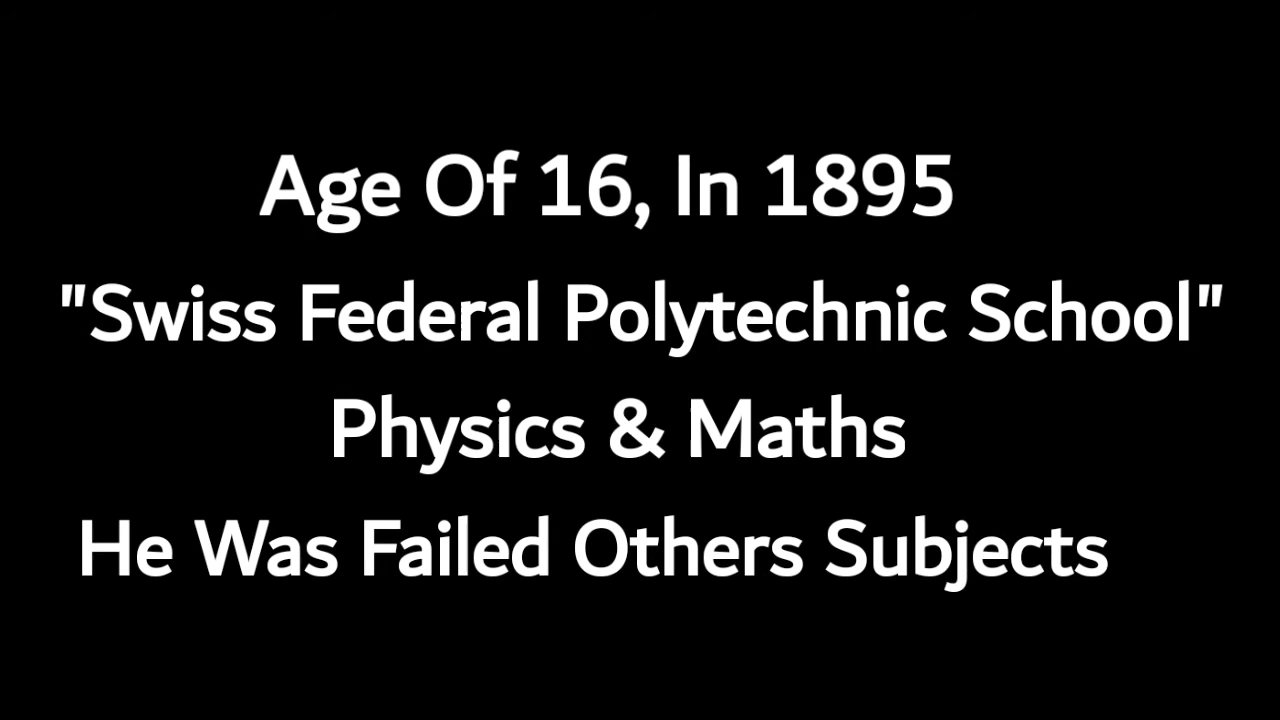 Age Of 16, In 1895
"Swiss Federal Polytechnic School"
Physics & Maths
He Was Failed Others Subjects